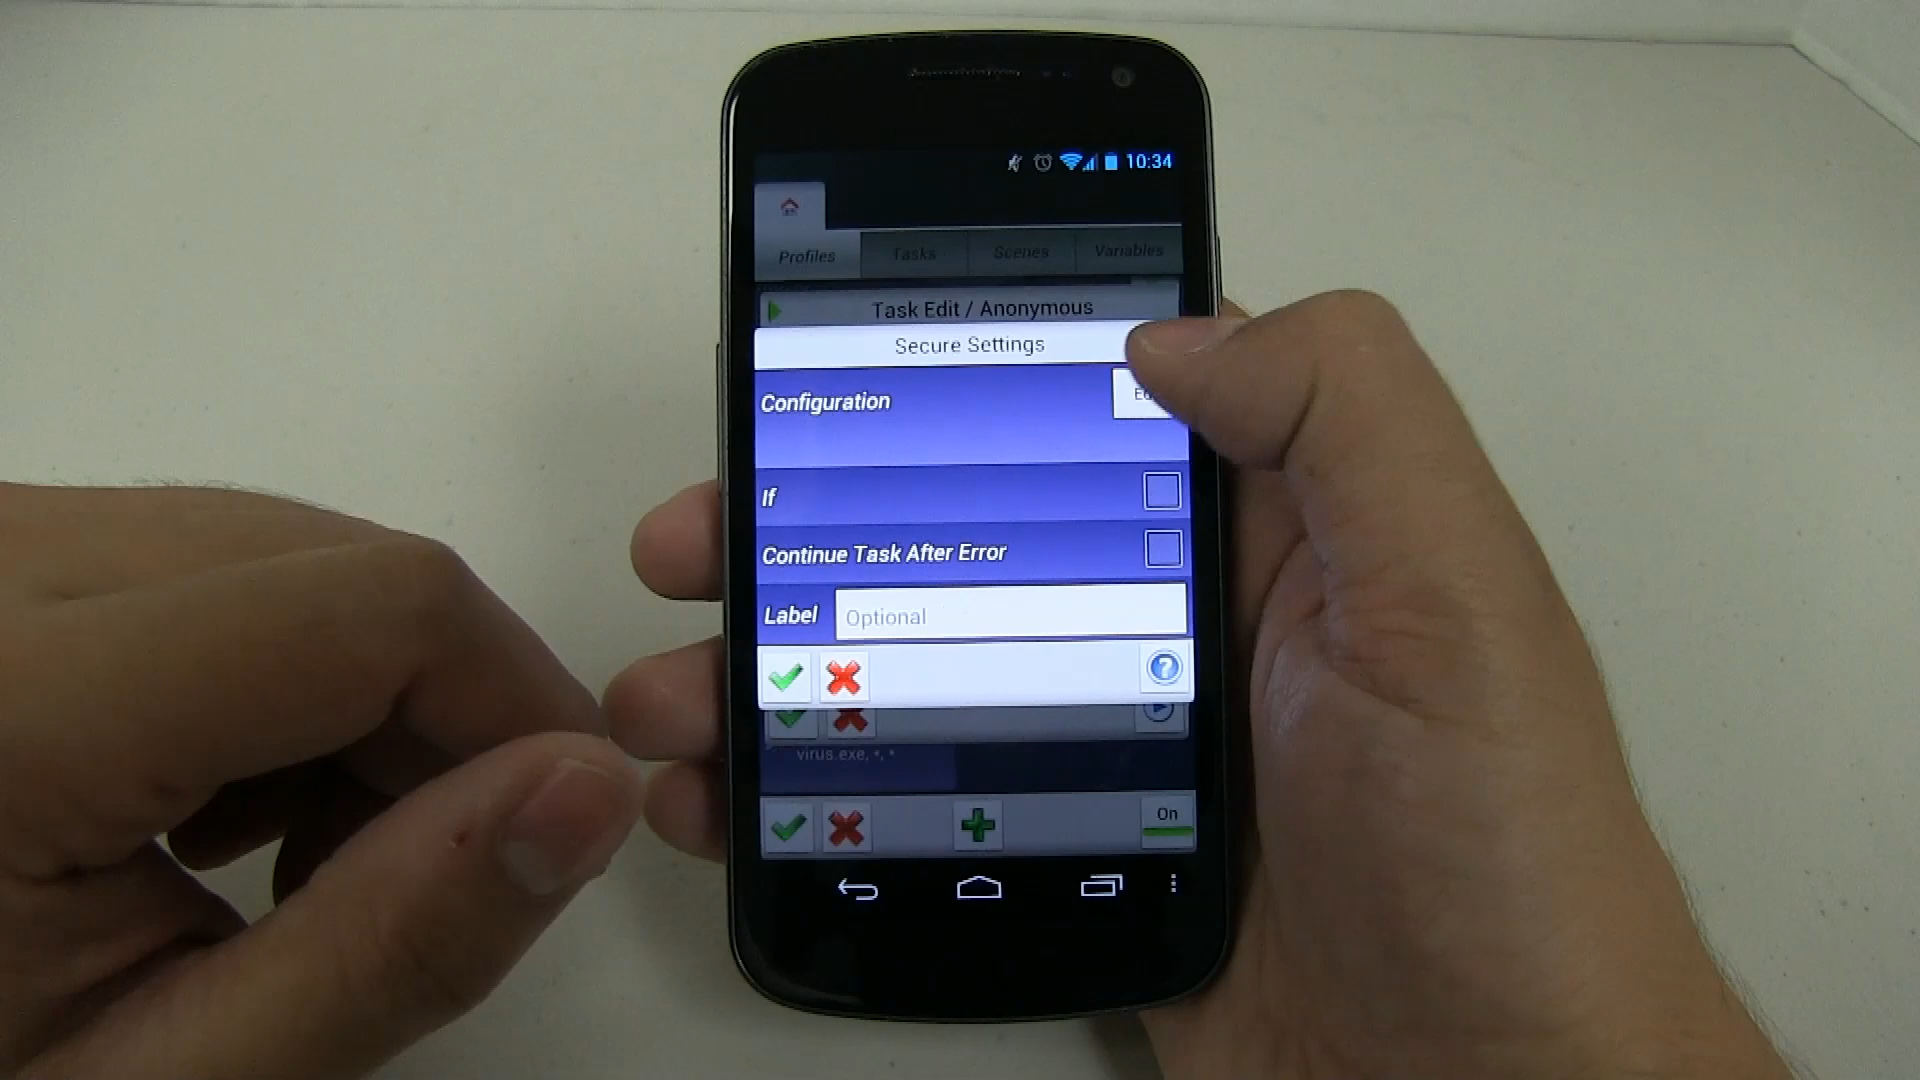 10:34
Profiles Tasks Scenes Variables
Task Edit / Anonymous
Secure Settings
Configuration
If
Continue Task After Error
Label Optional
virus.exe, *, *
On